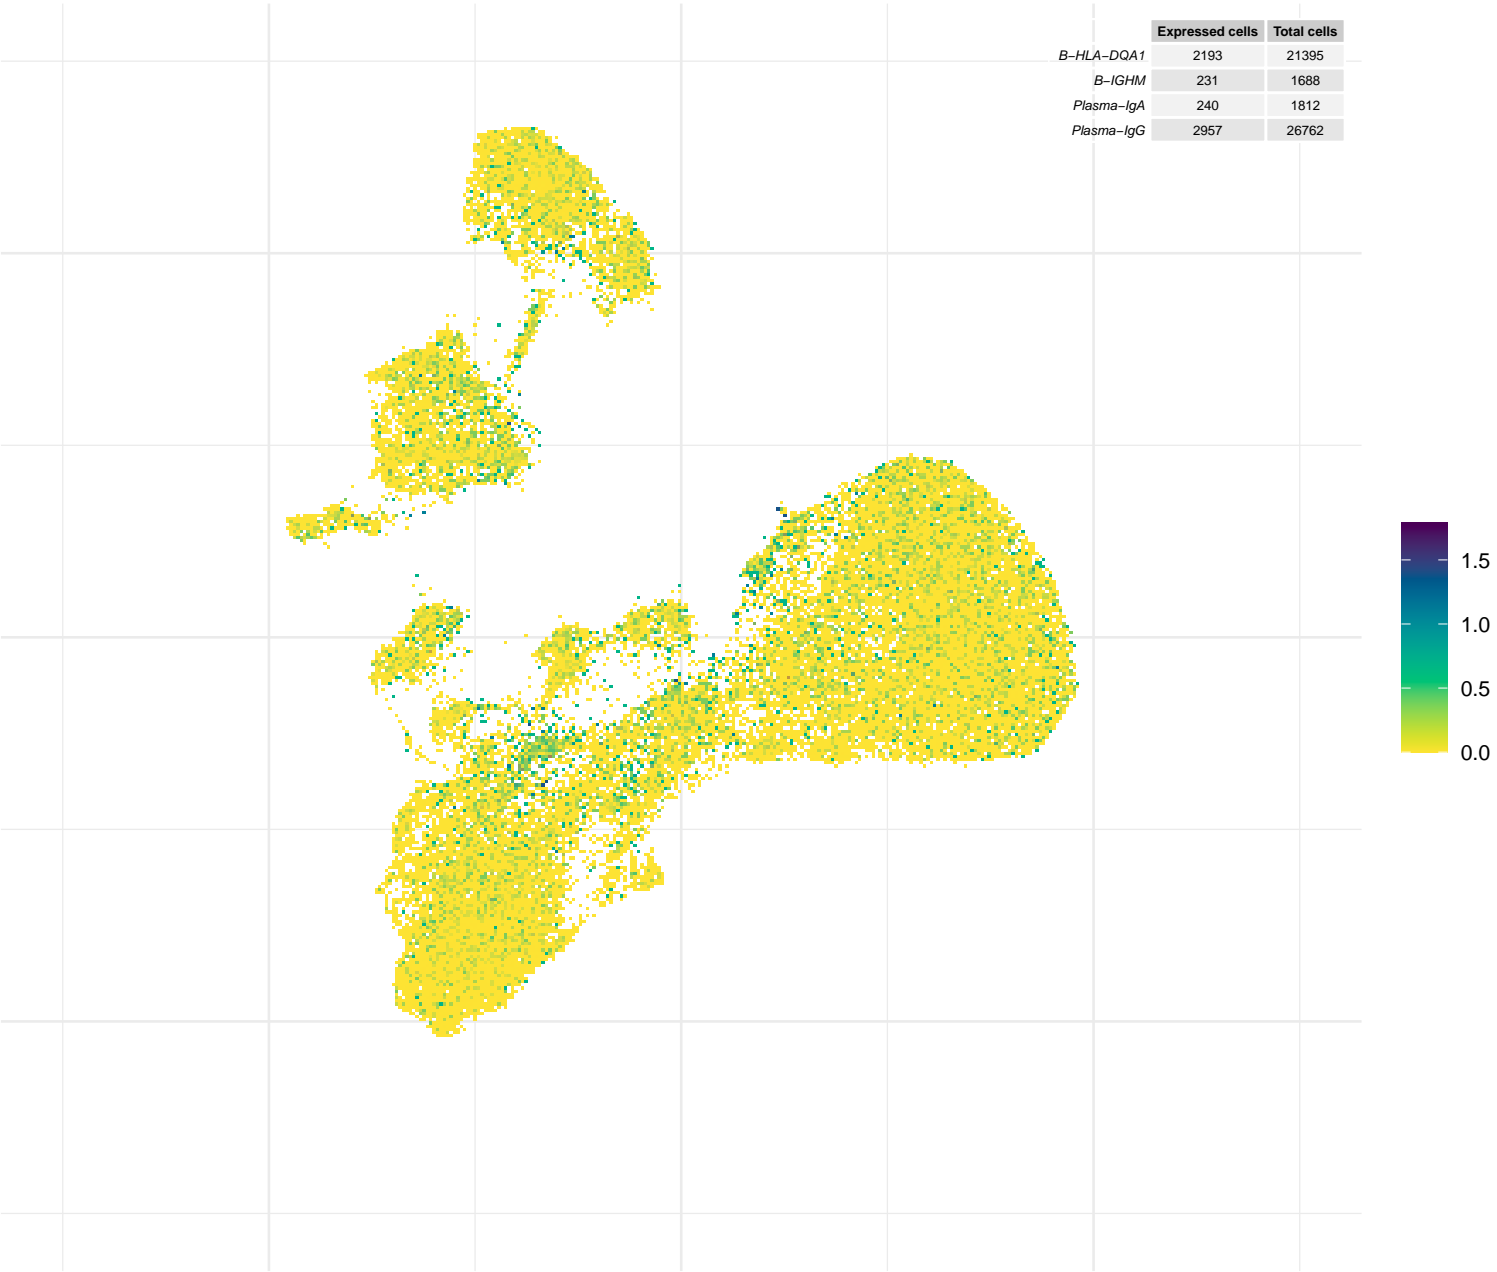 Expressed cells Total cells
B−HLA−DQA1 2193 21395
B−IGHM 231 1688
Plasma−IgA 240 1812
Plasma−IgG 2957 26762
1.5
1.0
0.5
0.0